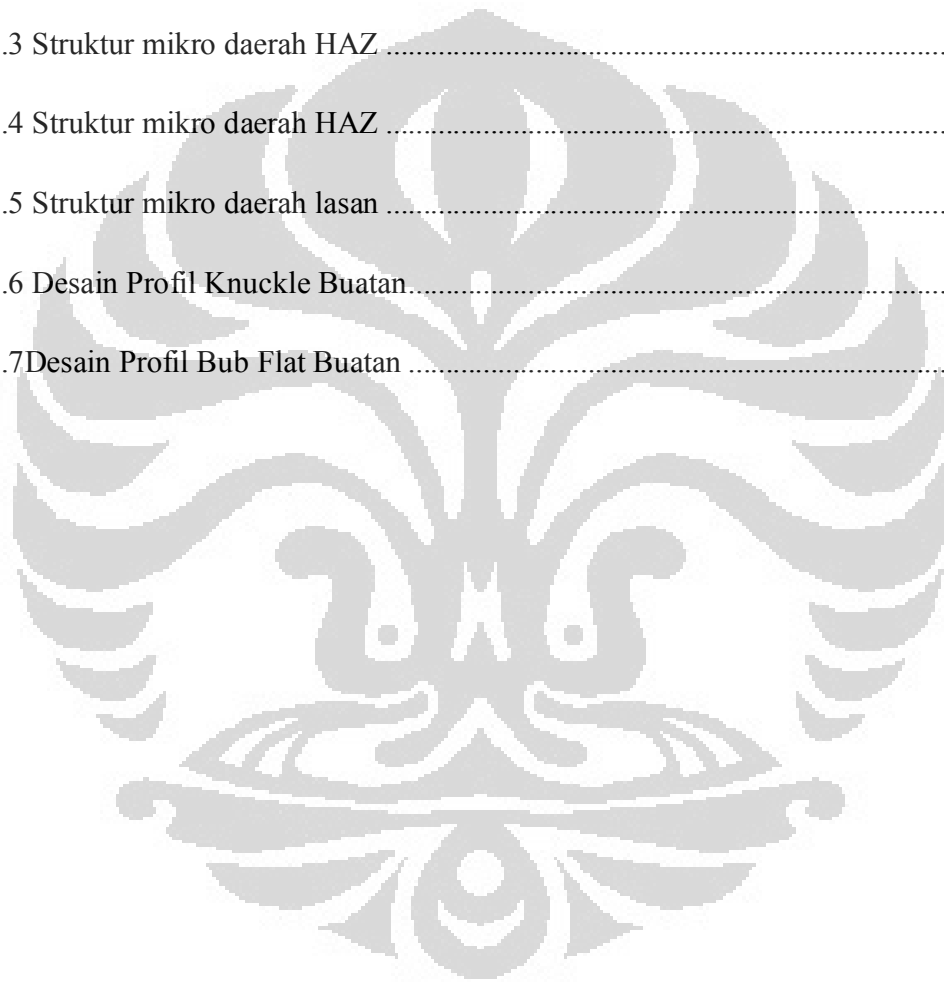 .3 Struktur mikro daerah HAZ ........................................................................
.4 Struktur mikro daerah HAZ ........................................................................
.5 Struktur mikro daerah lasan ........................................................................
.6 Desain Profil Knuckle Buatan.....................................................................
.7Desain Profil Bub Flat Buatan .....................................................................